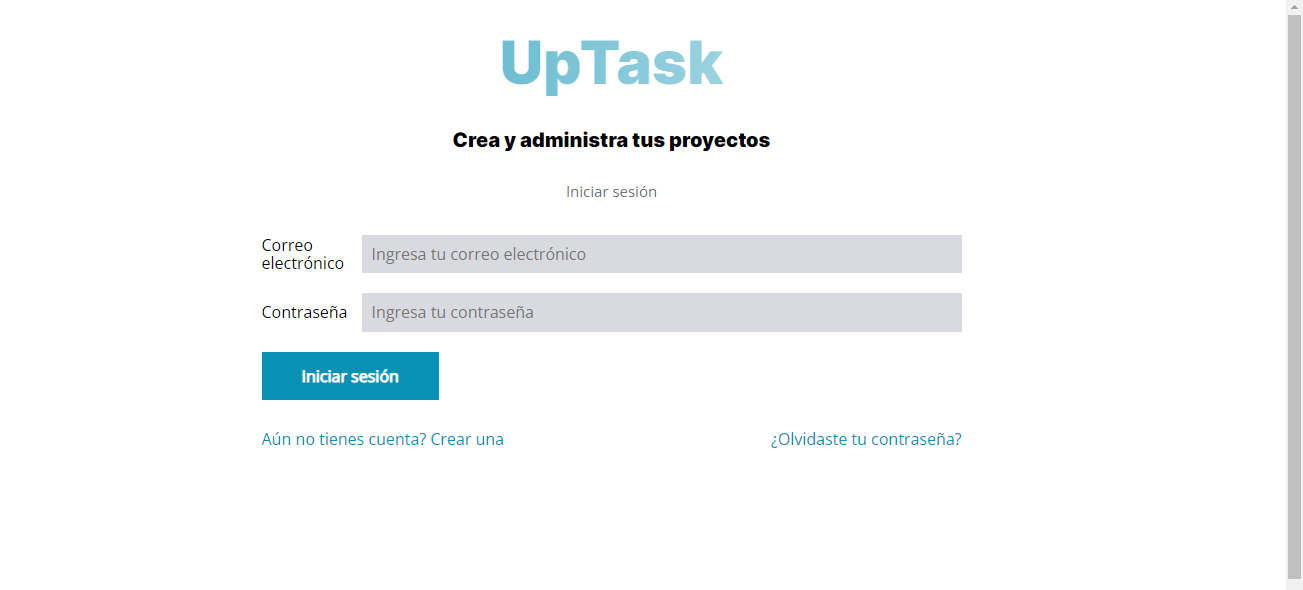 UpTask
Crea y administra tus proyectos
Iniciar sesión
Correo
electrónico
Ingresa tu correo electrónico
Contraseña
Ingresa tu contraseña
Iniciar sesión
Aún no tienes cuenta? Crear una
¿Olvidaste tu contraseña?